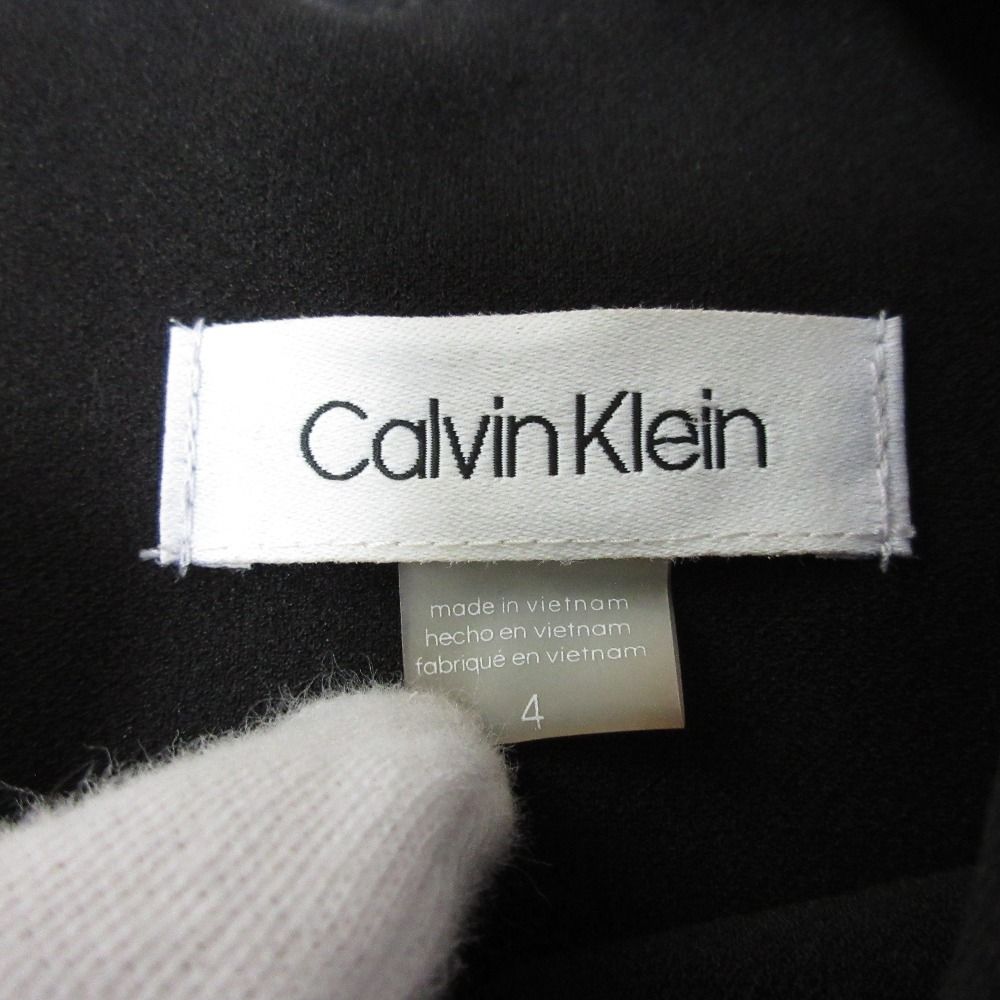 Calvin Klein
made in vietnam
hecho en vietnam
fabriqué en vietnam
4